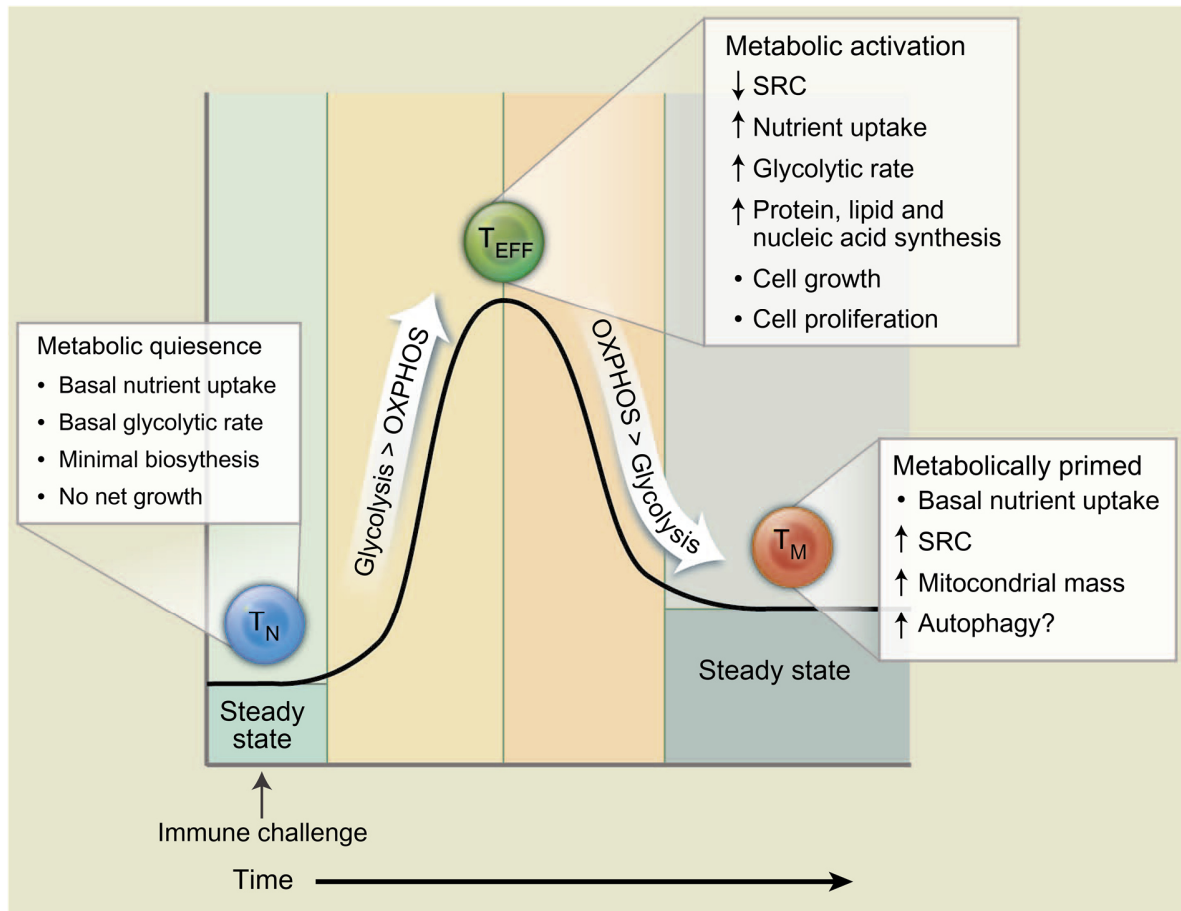 Metabolic activation
↓ SRC
↑ Nutrient uptake
↑ Glycolytic rate
↑ Protein, lipid and
nucleic acid synthesis
• Cell growth
• Cell proliferation
T_EFF
Metabolic quiesence
• Basal nutrient uptake
• Basal glycolytic rate
• Minimal biosythesis
• No net growth
Glycolysis > OXPHOS
OXPHOS > Glycolysis
Metabolically primed
• Basal nutrient uptake
↑ SRC
↑ Mitocondrial mass
↑ Autophagy?
T_M
T_N
Steady state
Steady
state
Immune challenge
Time